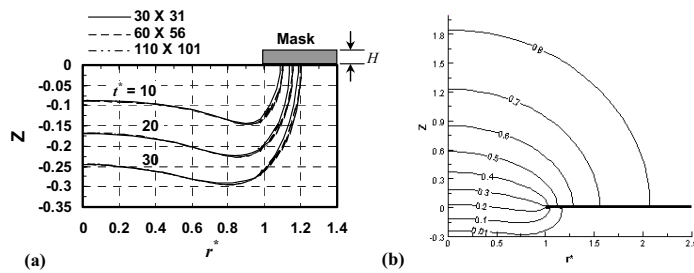 30 X 31
60 X 56
110 X 101
Mask
H
0
-0.05
-0.1
-0.15
-0.2
-0.25
-0.3
-0.35
Z
t* = 10
20
30
0 0.2 0.4 0.6 0.8 1 1.2 1.4
r*
(a)
1.8
1.5
1.2
0.9
0.6
0.3
0
-0.3
Z
0.8
0.7
0.6
0.5
0.4
0.3
0.2
0.1
0.01
0 0.5 1 1.5 2 2.5
r*
(b)